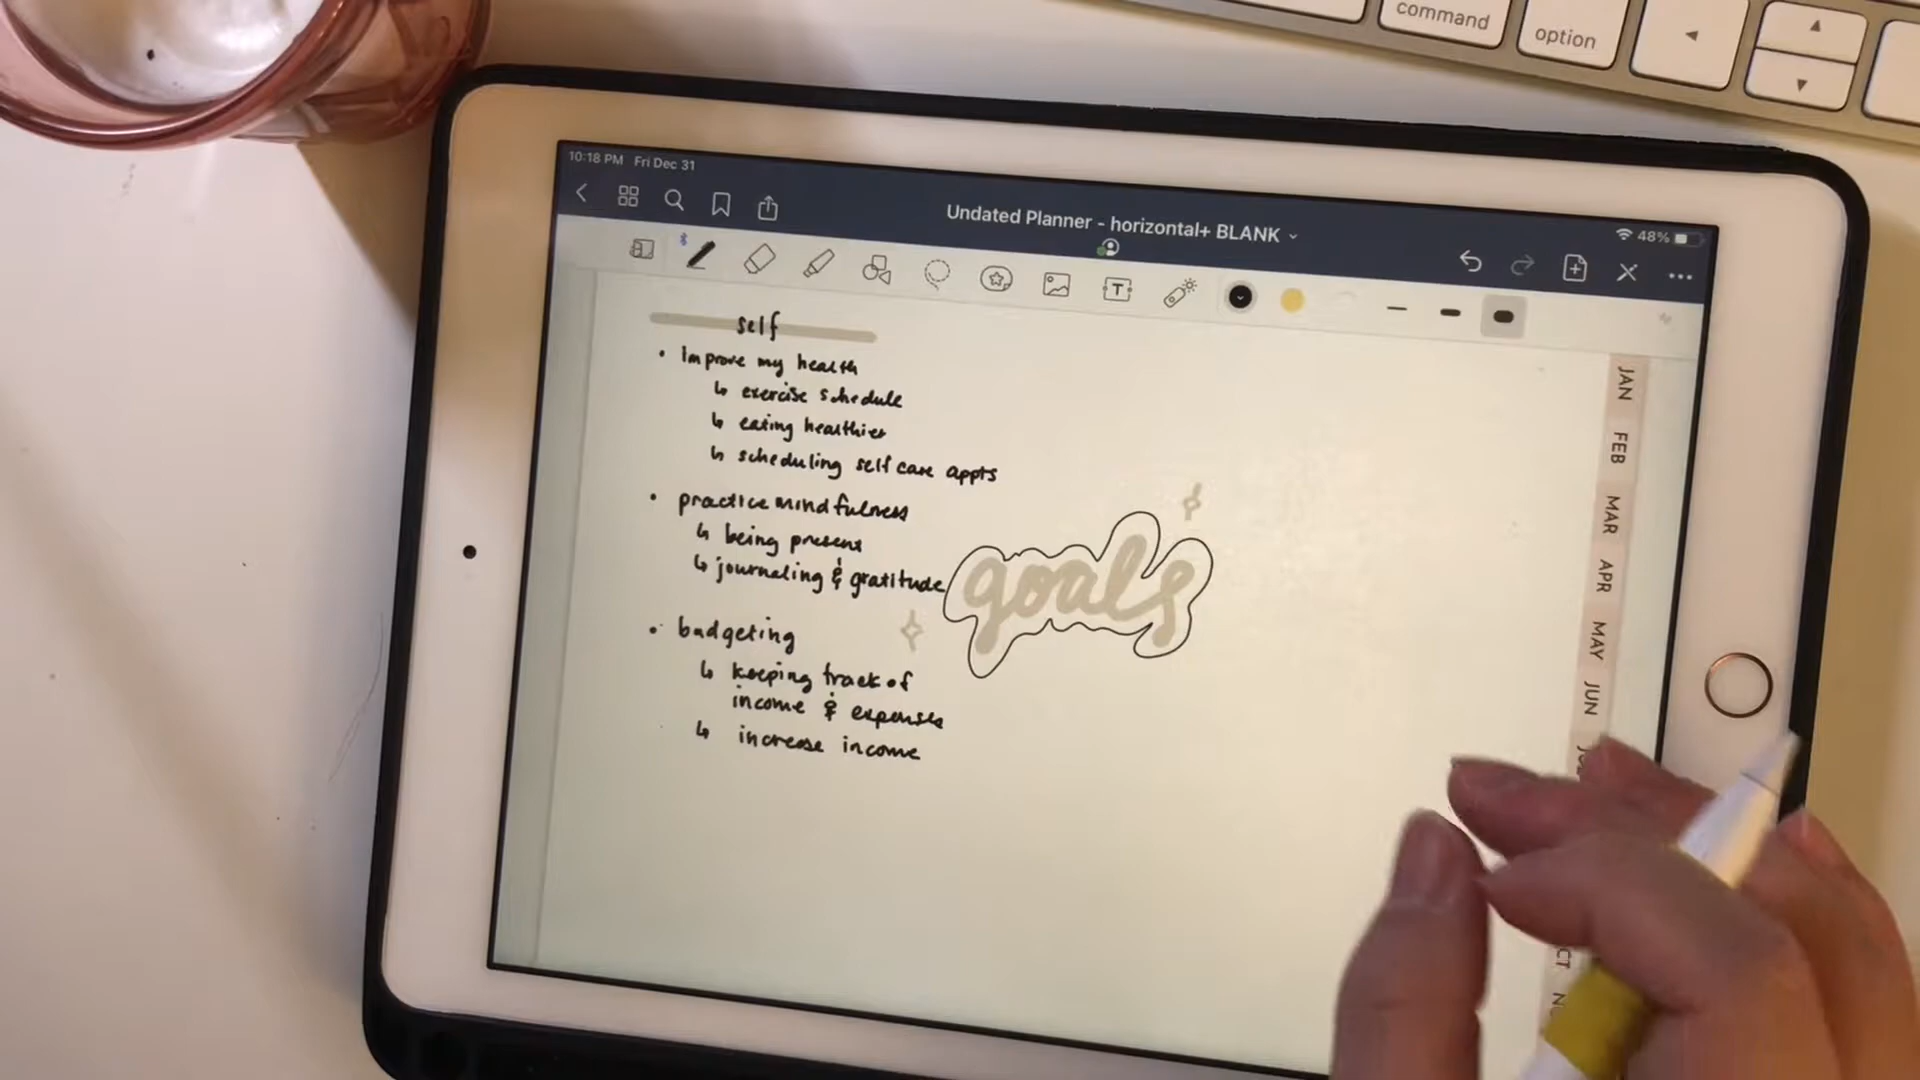 command
option
10:18 PM Fri Dec 31
Undated Planner - horizontal+ BLANK
48%
T
self
• Improve my health
↳ exercise schedule
↳ eating healthier
↳ scheduling self care appts
• practice mindfulness
↳ being present
↳ journaling & gratitude
• budgeting
↳ keeping track of
income & expenses
↳ increase income
goals
JAN
FEB
MAR
APR
MAY
JUN